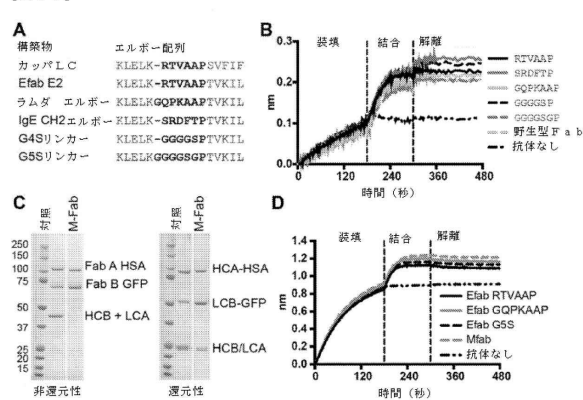 A
構築物 エルボー配列
カッパLC KLELK-RTVAAPSVFIF
Efab E2 KLELK-RTVAAPTVKIL
ラムダ エルボー KLELKGQPKAAPTVKIL
IgE CH2エルボー KLELK-SRDFTPTVKIL
G4Sリンカー KLELK-GGGGSPTVKIL
G5Sリンカー KLELKGGGGSGPTVKIL
B
装填 結合 解離
nm
0.3
0.2
0.1
0.0
0 120 240 360 480
時間 (秒)
RTVAAP
SRDFTP
GQPKAAP
GGGGSP
GGGGSGP
野生型Fab
抗体なし
C
対照 M-Fab
250
150
100
75
50
37
25
20
15
Fab A HSA
Fab B GFP
HCB + LCA
非還元性
対照 M-Fab
HCA-HSA
LCB-GFP
HCB/LCA
還元性
D
装填 結合 解離
nm
1.4
1.2
1.0
0.8
0.6
0.4
0.2
0.0
0 120 240 360 480
時間 (秒)
Efab RTVAAP
Efab GQPKAAP
Efab G5S
Mfab
抗体なし